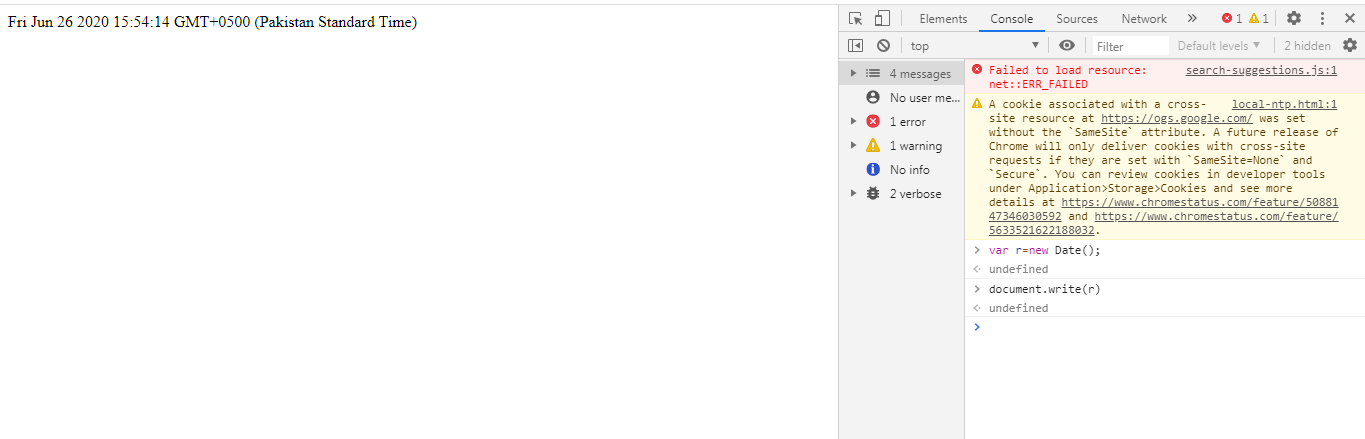 Fri Jun 26 2020 15:54:14 GMT+0500 (Pakistan Standard Time)
Elements Console Sources Network » 1 1
top Filter Default levels 2 hidden
4 messages
No user me...
1 error
1 warning
No info
2 verbose
Failed to load resource: search-suggestions.js:1
net::ERR_FAILED
A cookie associated with a cross- local-ntp.html:1
site resource at https://ogs.google.com/ was set
without the `SameSite` attribute. A future release of
Chrome will only deliver cookies with cross-site
requests if they are set with `SameSite=None` and
`Secure`. You can review cookies in developer tools
under Application>Storage>Cookies and see more
details at https://www.chromestatus.com/feature/5088
147346030592 and https://www.chromestatus.com/feature/
5633521622188032.
> var r=new Date();
undefined
> document.write(r)
undefined
>